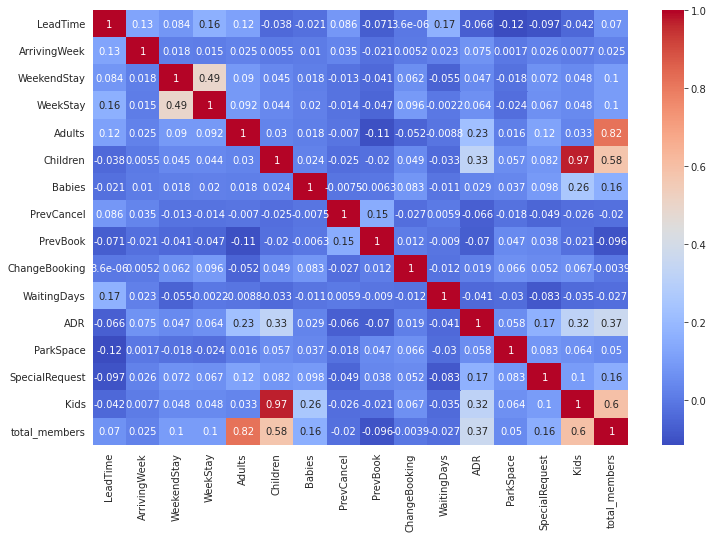 LeadTime 1 0.13 0.084 0.16 0.12 -0.038 -0.021 0.086 -0.071 3.6e-06 0.17 -0.066 -0.12 -0.097 -0.042 0.07
ArrivingWeek 0.13 1 0.018 0.015 0.025 0.0055 0.01 0.035 -0.021 0.0052 0.023 0.075 0.0017 0.026 0.0077 0.025
WeekendStay 0.084 0.018 1 0.49 0.09 0.045 0.018 -0.013 -0.041 0.062 -0.055 0.047 -0.018 0.072 0.048 0.1
WeekStay 0.16 0.015 0.49 1 0.092 0.044 0.02 -0.014 -0.047 0.096 -0.0022 0.064 -0.024 0.067 0.048 0.1
Adults 0.12 0.025 0.09 0.092 1 0.03 0.018 -0.007 -0.11 -0.052 -0.0088 0.23 0.016 0.12 0.033 0.82
Children -0.038 0.0055 0.045 0.044 0.03 1 0.024 -0.025 -0.02 0.049 -0.033 0.33 0.057 0.082 0.97 0.58
Babies -0.021 0.01 0.018 0.02 0.018 0.024 1 -0.0075 -0.0063 0.083 -0.011 0.029 0.037 0.098 0.26 0.16
PrevCancel 0.086 0.035 -0.013 -0.014 -0.007 -0.025 -0.0075 1 0.15 -0.027 0.0059 -0.066 -0.018 -0.049 -0.026 -0.02
PrevBook -0.071 -0.021 -0.041 -0.047 -0.11 -0.02 -0.0063 0.15 1 0.012 -0.009 -0.07 0.047 0.038 -0.021 -0.096
ChangeBooking 3.6e-06 0.0052 0.062 0.096 -0.052 0.049 0.083 -0.027 0.012 1 -0.012 0.019 0.066 0.052 0.067 -0.0039
WaitingDays 0.17 0.023 -0.055 -0.0022 -0.0088 -0.033 -0.011 0.0059 -0.009 -0.012 1 -0.041 -0.03 -0.083 -0.035 -0.027
ADR -0.066 0.075 0.047 0.064 0.23 0.33 0.029 -0.066 -0.07 0.019 -0.041 1 0.058 0.17 0.32 0.37
ParkSpace -0.12 0.0017 -0.018 -0.024 0.016 0.057 0.037 -0.018 0.047 0.066 -0.03 0.058 1 0.083 0.064 0.05
SpecialRequest -0.097 0.026 0.072 0.067 0.12 0.082 0.098 -0.049 0.038 0.052 -0.083 0.17 0.083 1 0.1 0.16
Kids -0.042 0.0077 0.048 0.048 0.033 0.97 0.26 -0.026 -0.021 0.067 -0.035 0.32 0.064 0.1 1 0.6
total_members 0.07 0.025 0.1 0.1 0.82 0.58 0.16 -0.02 -0.096 -0.0039 -0.027 0.37 0.05 0.16 0.6 1
LeadTime ArrivingWeek WeekendStay WeekStay Adults Children Babies PrevCancel PrevBook ChangeBooking WaitingDays ADR ParkSpace SpecialRequest Kids total_members
1.0
0.8
0.6
0.4
0.2
0.0